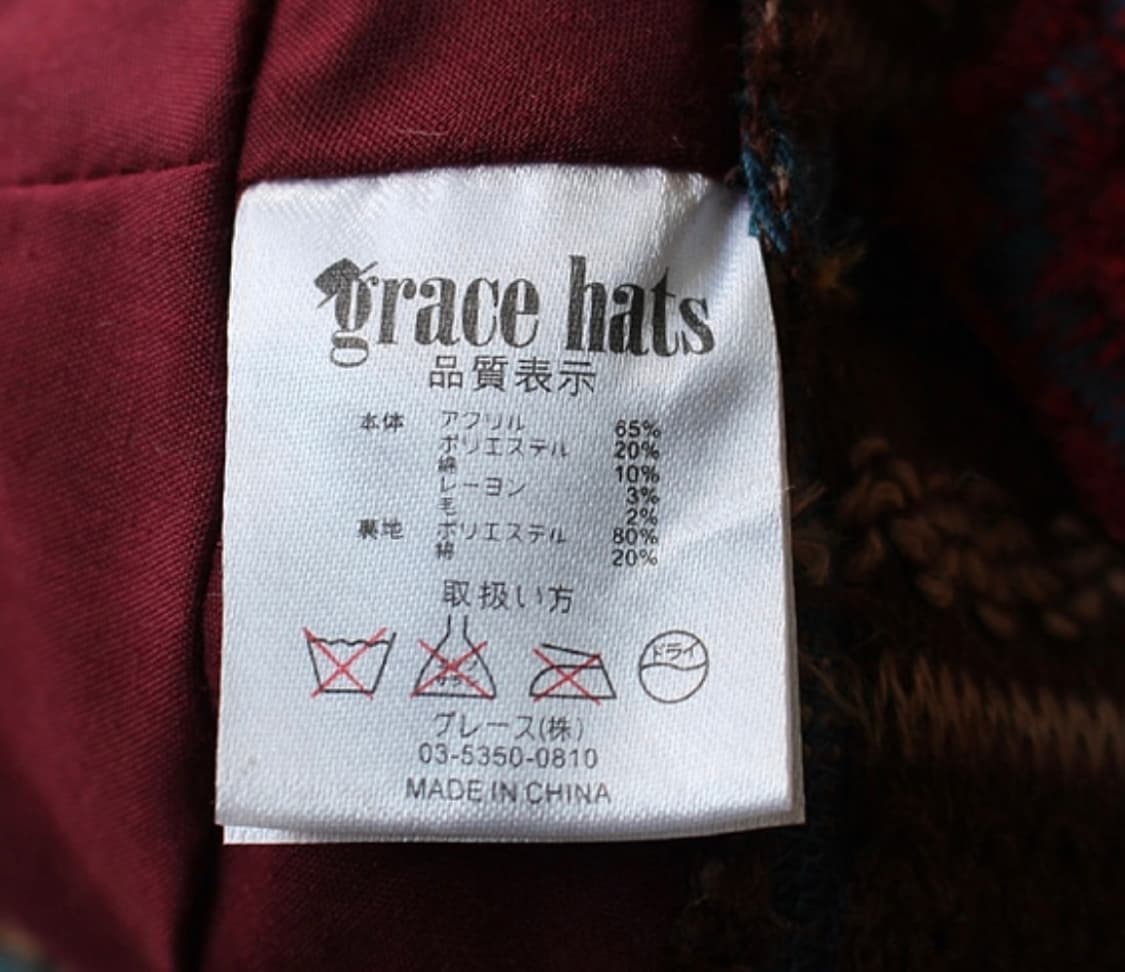 grace hats
品質表示
本体 アクリル 65%
ポリエステル 20%
綿 10%
レーヨン 3%
毛 2%
裏地 ポリエステル 80%
綿 20%
取扱い方
ドライ
グレース(株)
03-5350-0810
MADE IN CHINA